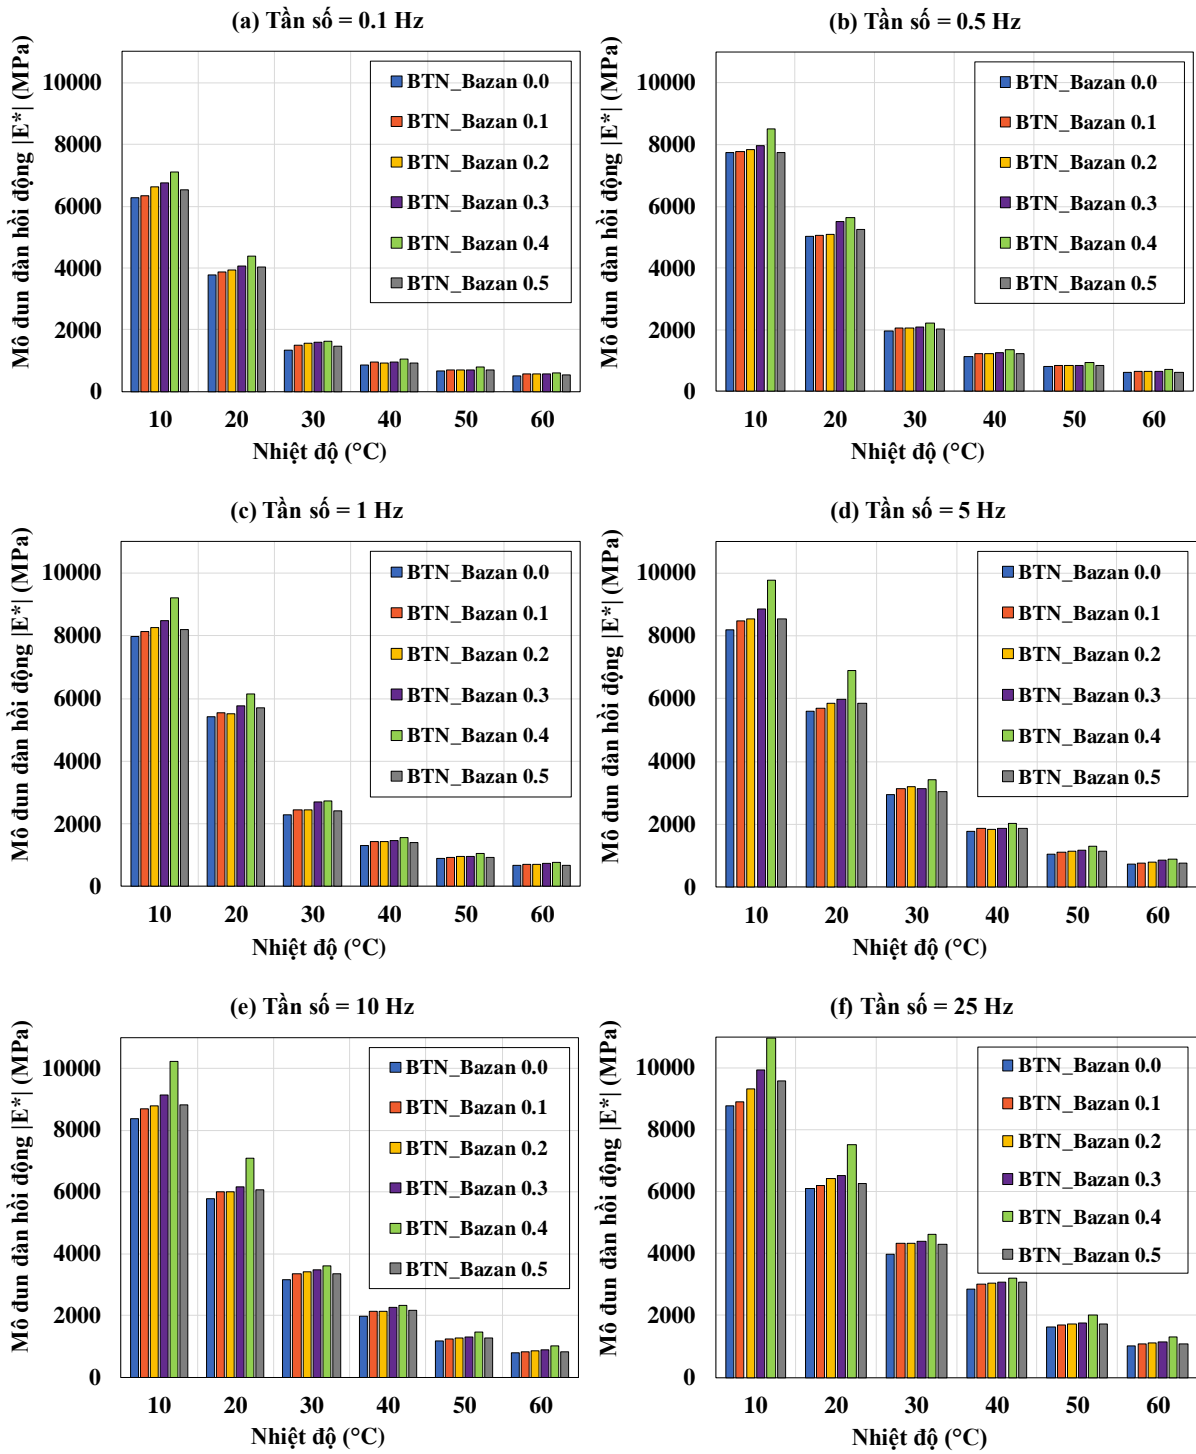 (a) Tần số = 0.1 Hz
Mô đun đàn hồi động |E*| (MPa)
10000
8000
6000
4000
2000
0
BTN_Bazan 0.0
BTN_Bazan 0.1
BTN_Bazan 0.2
BTN_Bazan 0.3
BTN_Bazan 0.4
BTN_Bazan 0.5
10 20 30 40 50 60
Nhiệt độ (°C)
(b) Tần số = 0.5 Hz
Mô đun đàn hồi động |E*| (MPa)
10000
8000
6000
4000
2000
0
BTN_Bazan 0.0
BTN_Bazan 0.1
BTN_Bazan 0.2
BTN_Bazan 0.3
BTN_Bazan 0.4
BTN_Bazan 0.5
10 20 30 40 50 60
Nhiệt độ (°C)
(c) Tần số = 1 Hz
Mô đun đàn hồi động |E*| (MPa)
10000
8000
6000
4000
2000
0
BTN_Bazan 0.0
BTN_Bazan 0.1
BTN_Bazan 0.2
BTN_Bazan 0.3
BTN_Bazan 0.4
BTN_Bazan 0.5
10 20 30 40 50 60
Nhiệt độ (°C)
(d) Tần số = 5 Hz
Mô đun đàn hồi động |E*| (MPa)
10000
8000
6000
4000
2000
0
BTN_Bazan 0.0
BTN_Bazan 0.1
BTN_Bazan 0.2
BTN_Bazan 0.3
BTN_Bazan 0.4
BTN_Bazan 0.5
10 20 30 40 50 60
Nhiệt độ (°C)
(e) Tần số = 10 Hz
Mô đun đàn hồi động |E*| (MPa)
10000
8000
6000
4000
2000
0
BTN_Bazan 0.0
BTN_Bazan 0.1
BTN_Bazan 0.2
BTN_Bazan 0.3
BTN_Bazan 0.4
BTN_Bazan 0.5
10 20 30 40 50 60
Nhiệt độ (°C)
(f) Tần số = 25 Hz
Mô đun đàn hồi động |E*| (MPa)
10000
8000
6000
4000
2000
0
BTN_Bazan 0.0
BTN_Bazan 0.1
BTN_Bazan 0.2
BTN_Bazan 0.3
BTN_Bazan 0.4
BTN_Bazan 0.5
10 20 30 40 50 60
Nhiệt độ (°C)